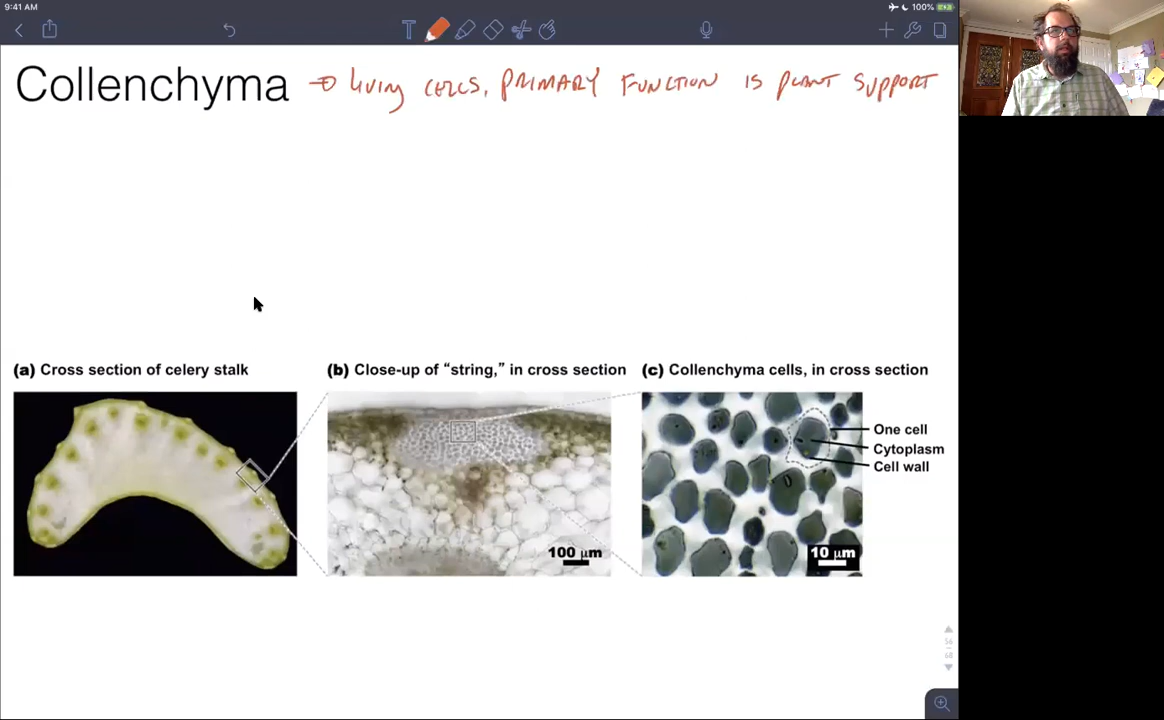 9:41 AM
100%
Collenchyma → living cells, PRIMARY FUNCTION is plant support
(a) Cross section of celery stalk
(b) Close-up of “string,” in cross section
(c) Collenchyma cells, in cross section
One cell
Cytoplasm
Cell wall
100 µm
10 µm
56
68